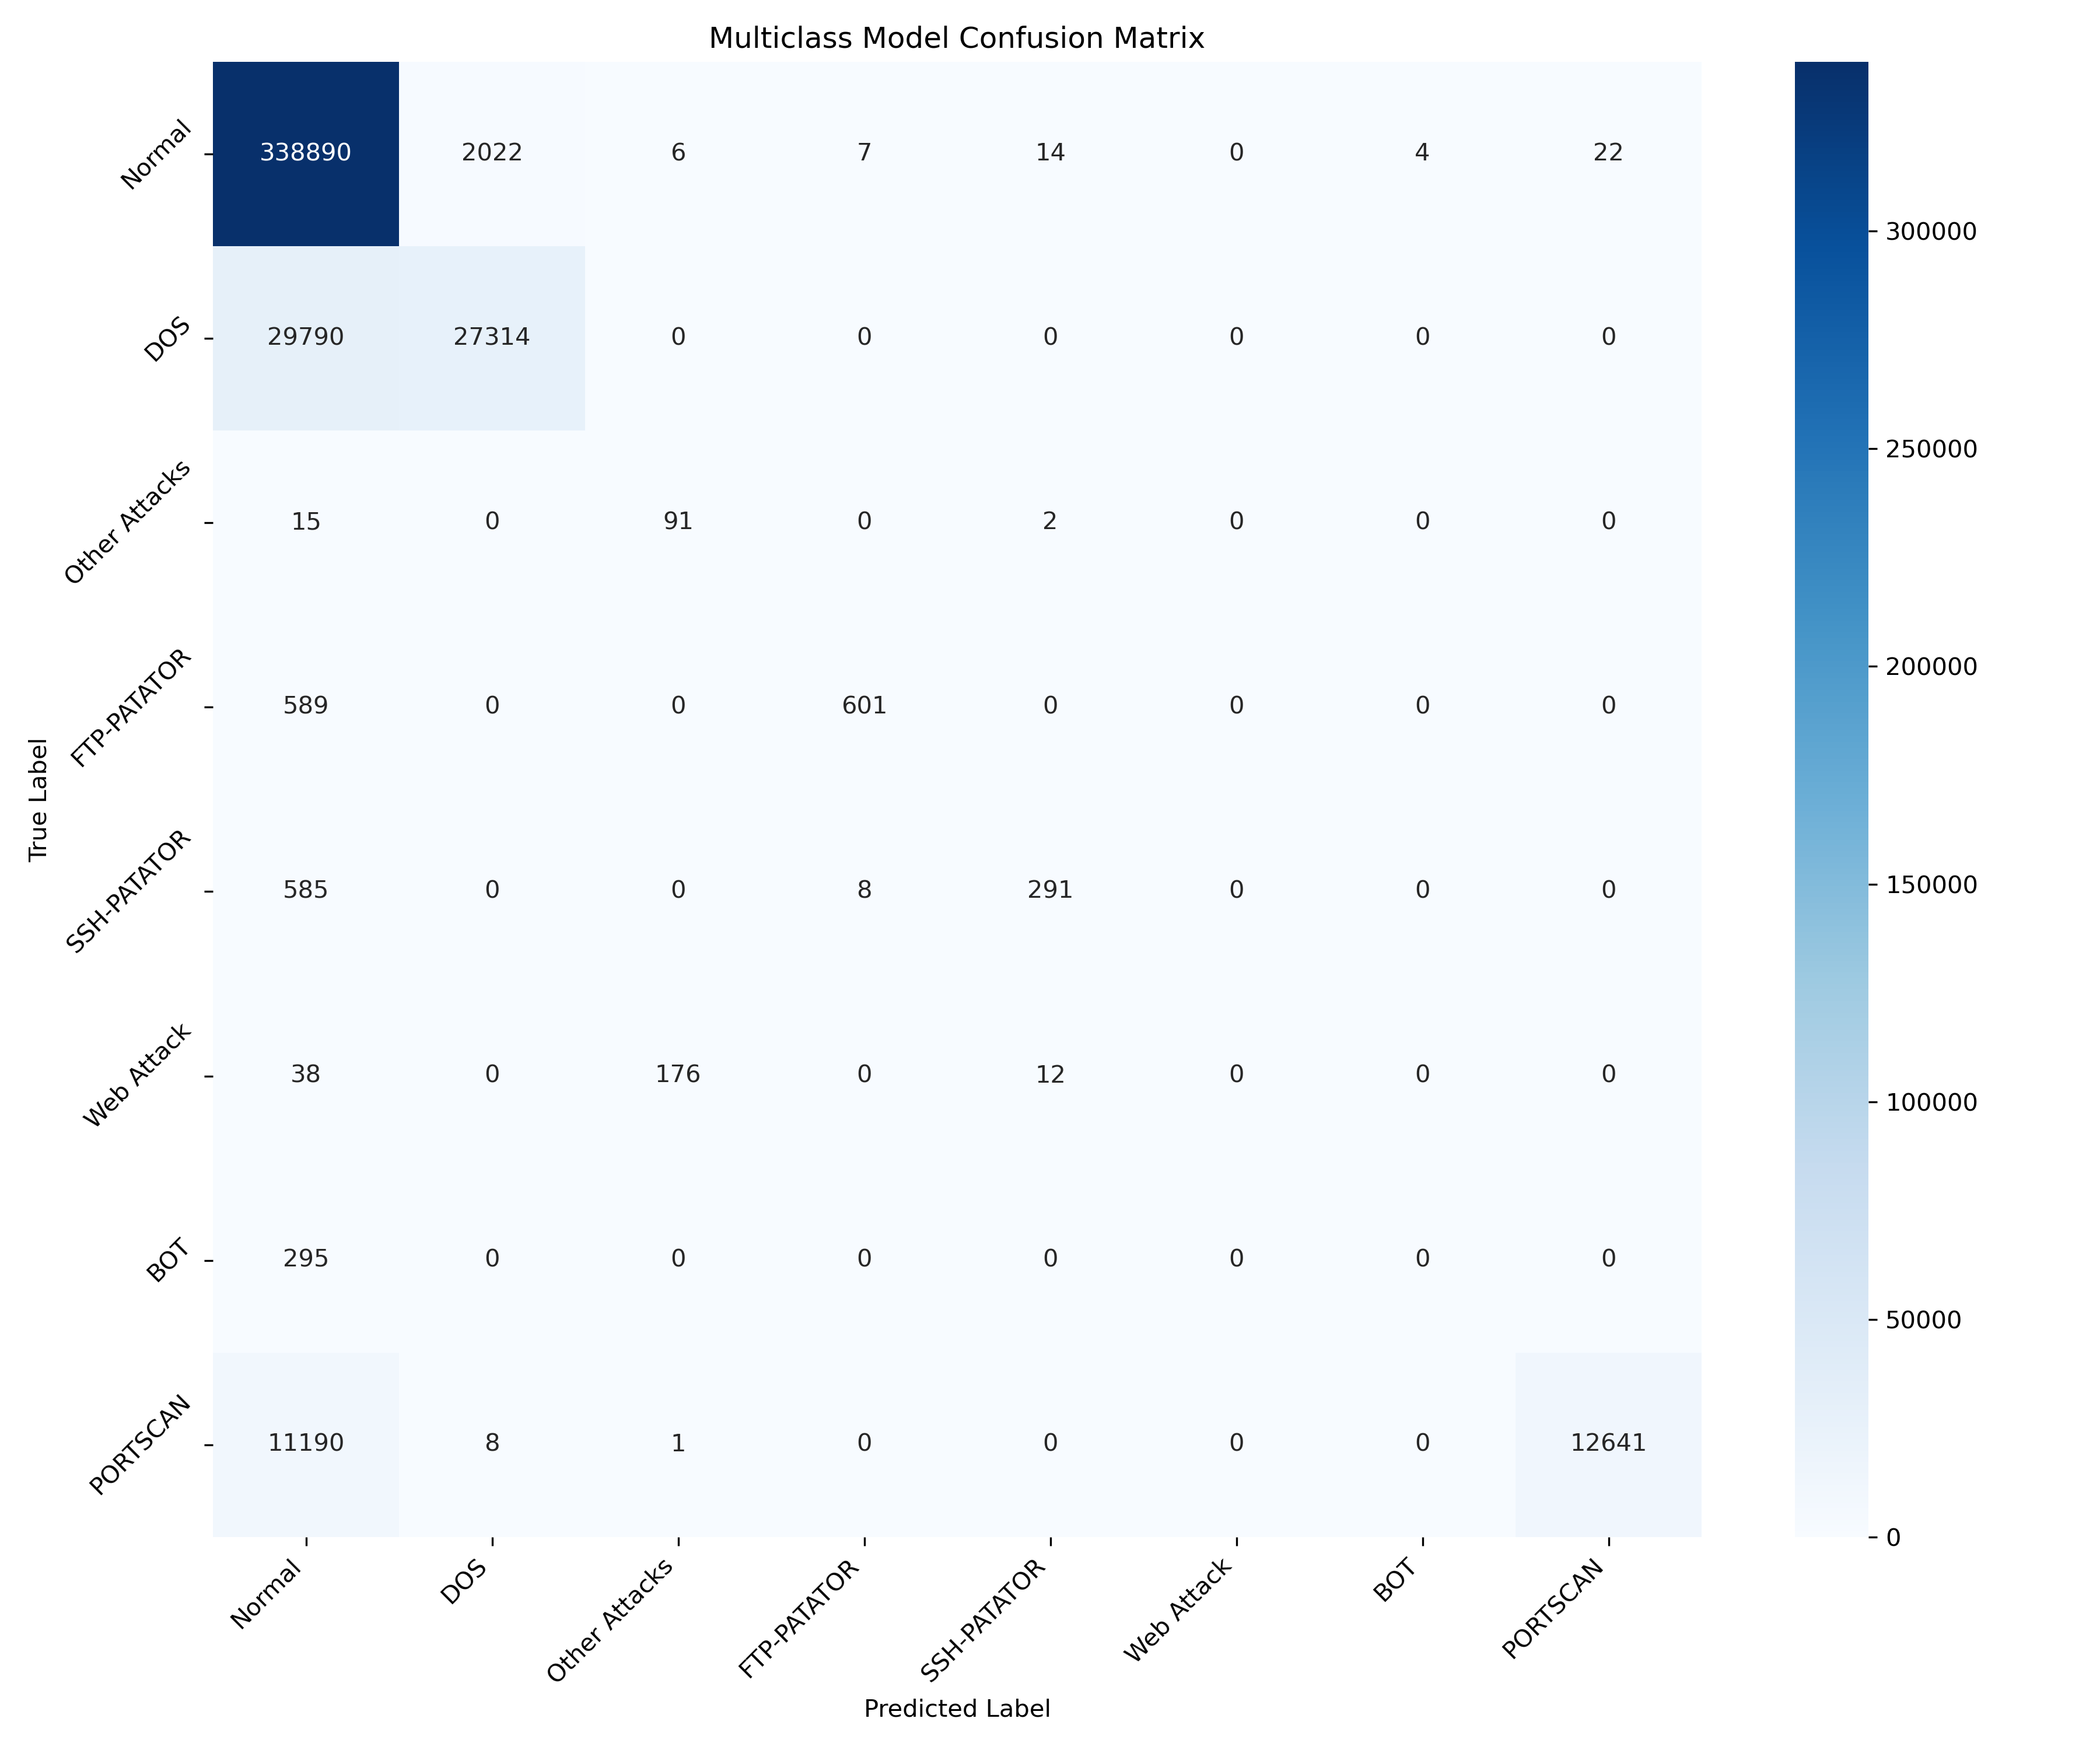 Multiclass Model Confusion Matrix
Normal 338890 2022 6 7 14 0 4 22
DOS 29790 27314 0 0 0 0 0 0
Other Attacks 15 0 91 0 2 0 0 0
FTP-PATATOR 589 0 0 601 0 0 0 0
SSH-PATATOR 585 0 0 8 291 0 0 0
Web Attack 38 0 176 0 12 0 0 0
BOT 295 0 0 0 0 0 0 0
PORTSCAN 11190 8 1 0 0 0 0 12641
True Label
Normal DOS Other Attacks FTP-PATATOR SSH-PATATOR Web Attack BOT PORTSCAN
Predicted Label
300000
250000
200000
150000
100000
50000
0